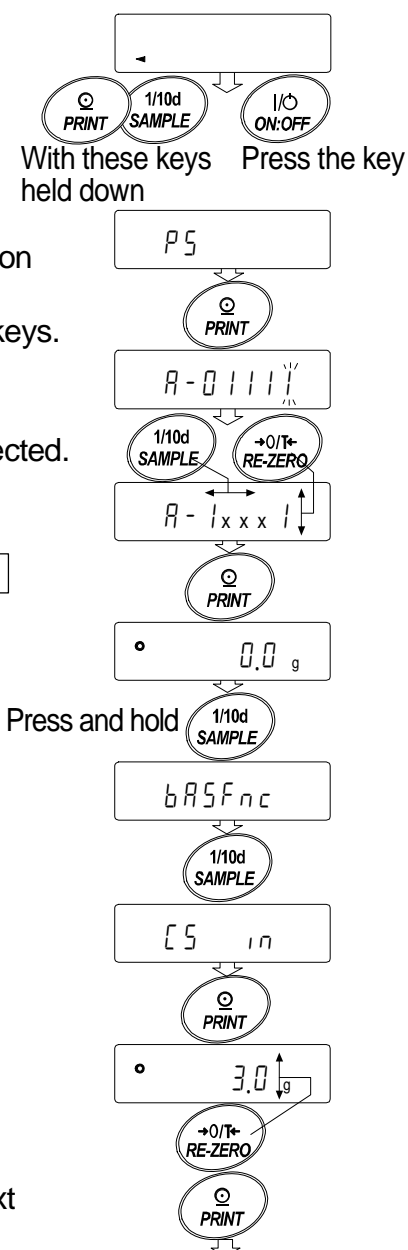 1/10d
PRINT SAMPLE ON:OFF
With these keys Press the key
held down
on
PS
PRINT
keys.
A-01111
ected.
1/10d →0/T←
SAMPLE RE-ZERO
A-1xxx1
PRINT
0.0 g
Press and hold 1/10d
SAMPLE
bASFnc
1/10d
SAMPLE
CS in
PRINT
3.0 g
→0/T←
RE-ZERO
xt
PRINT